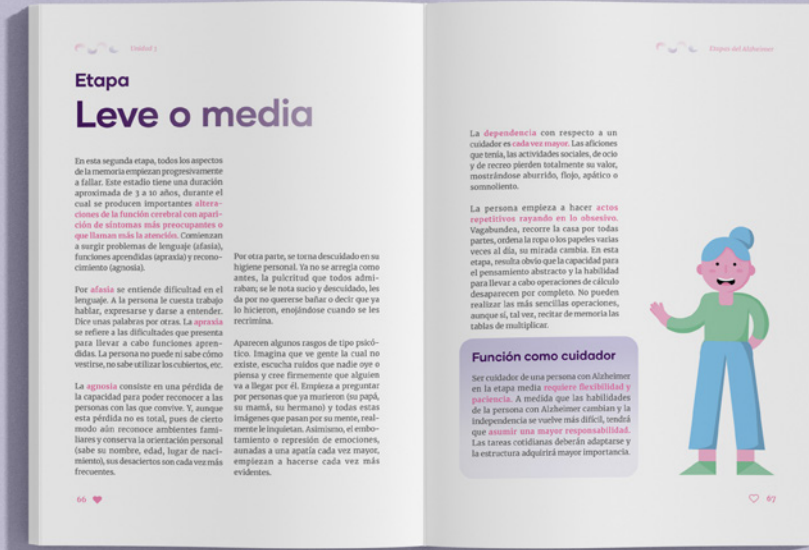 Unidad 3
Etapa
Leve o media
En esta segunda etapa, todos los aspectos
de la memoria empiezan progresivamente
a fallar. Este estadio tiene una duración
aproximada de 3 a 10 años, durante el
cual se producen importantes altera-
ciones de la función cerebral con apari-
ción de síntomas más preocupantes o
que llaman más la atención. Comienzan
a surgir problemas de lenguaje (afasia),
funciones aprendidas (apraxia) y recono-
cimiento (agnosia).
Por afasia se entiende dificultad en el
lenguaje. A la persona le cuesta trabajo
hablar, expresarse y darse a entender.
Dice unas palabras por otras. La apraxia
se refiere a las dificultades que presenta
para llevar a cabo funciones apren-
didas. La persona no puede ni sabe cómo
vestirse, no sabe utilizar los cubiertos, etc.
La agnosia consiste en una pérdida de
la capacidad para poder reconocer a las
personas con las que convive. Y, aunque
esta pérdida no es total, pues de cierto
modo aún reconoce ambientes fami-
liares y conserva la orientación personal
(sabe su nombre, edad, lugar de naci-
miento), sus desaciertos son cada vez más
frecuentes.
Por otra parte, se torna descuidado en su
higiene personal. Ya no se arregla como
antes, la pulcritud que todos admi-
raban; se le nota sucio y descuidado, les
da por no quererse bañar o decir que ya
lo hicieron, enojándose cuando se les
recrimina.
Aparecen algunos rasgos de tipo psicó-
tico. Imagina que ve gente la cual no
existe, escucha ruidos que nadie oye o
piensa y cree firmemente que alguien
va a llegar por él. Empieza a preguntar
por personas que ya murieron (su papá,
su mamá, su hermano) y todas estas
imágenes que pasan por su mente, real-
mente le inquietan. Asimismo, el embo-
tamiento o represión de emociones,
aunadas a una apatía cada vez mayor,
empiezan a hacerse cada vez más
evidentes.
66
Etapas del Alzheimer
La dependencia con respecto a un
cuidador es cada vez mayor. Las aficiones
que tenía, las actividades sociales, de ocio
y de recreo pierden totalmente su valor,
mostrándose aburrido, flojo, apático o
somnoliento.
La persona empieza a hacer actos
repetitivos rayando en lo obsesivo.
Vagabundea, recorre la casa por todas
partes, ordena la ropa o los papeles varias
veces al día, su mirada cambia. En esta
etapa, resulta obvio que la capacidad para
el pensamiento abstracto y la habilidad
para llevar a cabo operaciones de cálculo
desaparecen por completo. No pueden
realizar las más sencillas operaciones,
aunque sí, tal vez, recitar de memoria las
tablas de multiplicar.
Función como cuidador
Ser cuidador de una persona con Alzheimer
en la etapa media requiere flexibilidad y
paciencia. A medida que las habilidades
de la persona con Alzheimer cambian y la
independencia se vuelve más difícil, tendrá
que asumir una mayor responsabilidad.
Las tareas cotidianas deberán adaptarse y
la estructura adquirirá mayor importancia.
67